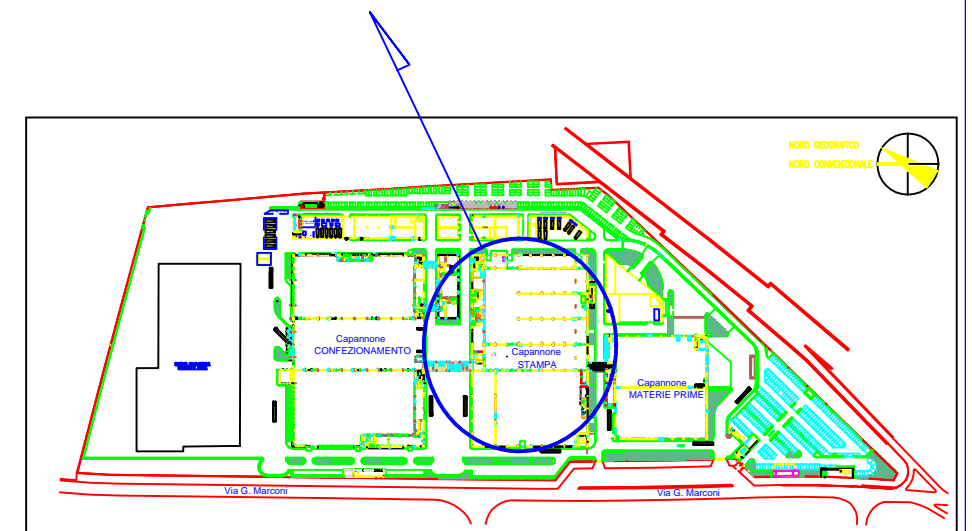 NORD GEOGRAFICO
NORD CONVENZIONALE
Capannone
CONFEZIONAMENTO
Capannone
STAMPA
Capannone
MATERIE PRIME
Via G. Marconi
Via G. Marconi